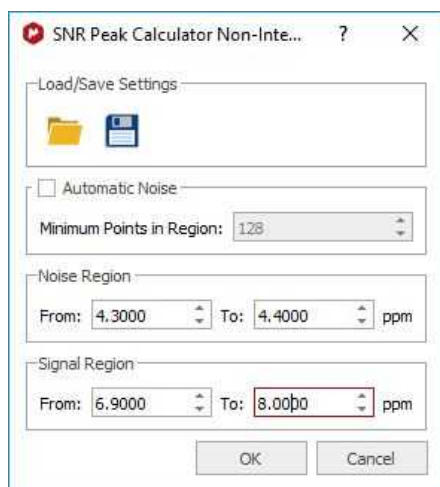 SNR Peak Calculator Non-Inte... ? X
Load/Save Settings
Automatic Noise
Minimum Points in Region: 128
Noise Region
From: 4.3000 To: 4.4000 ppm
Signal Region
From: 6.9000 To: 8.0000 ppm
OK Cancel